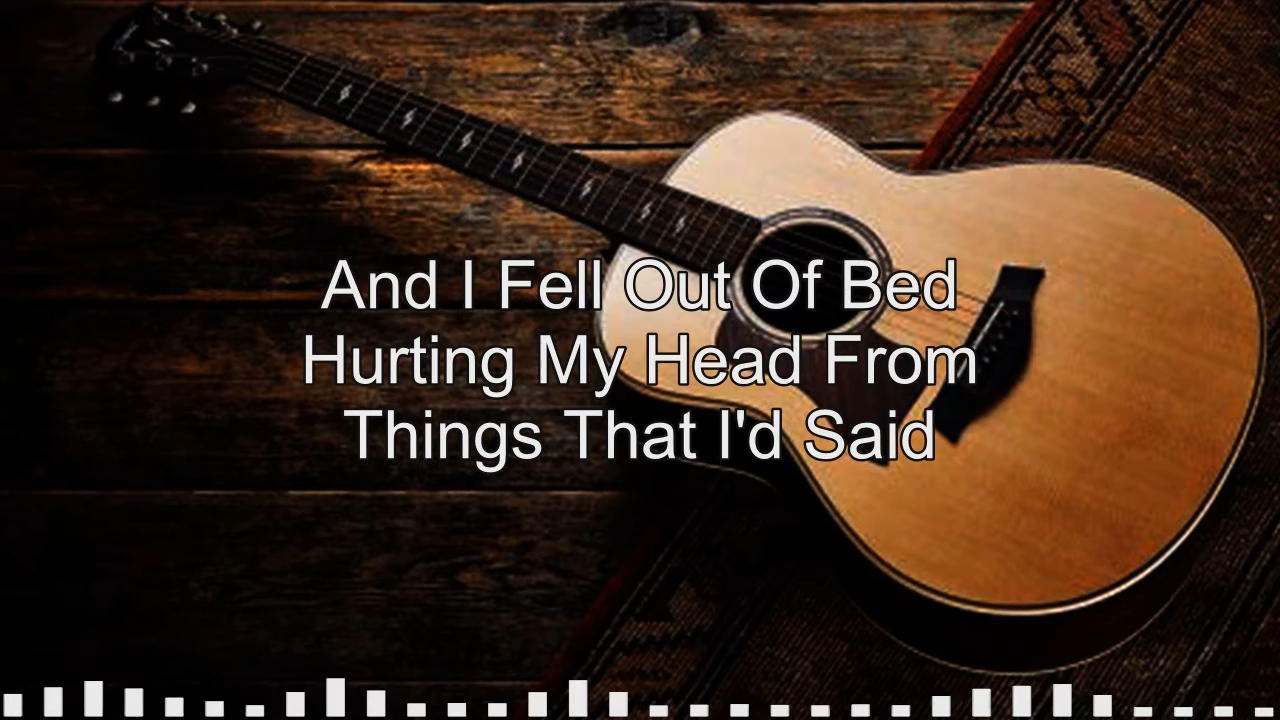 And I Fell Out Of Bed
Hurting My Head From
Things That I'd Said